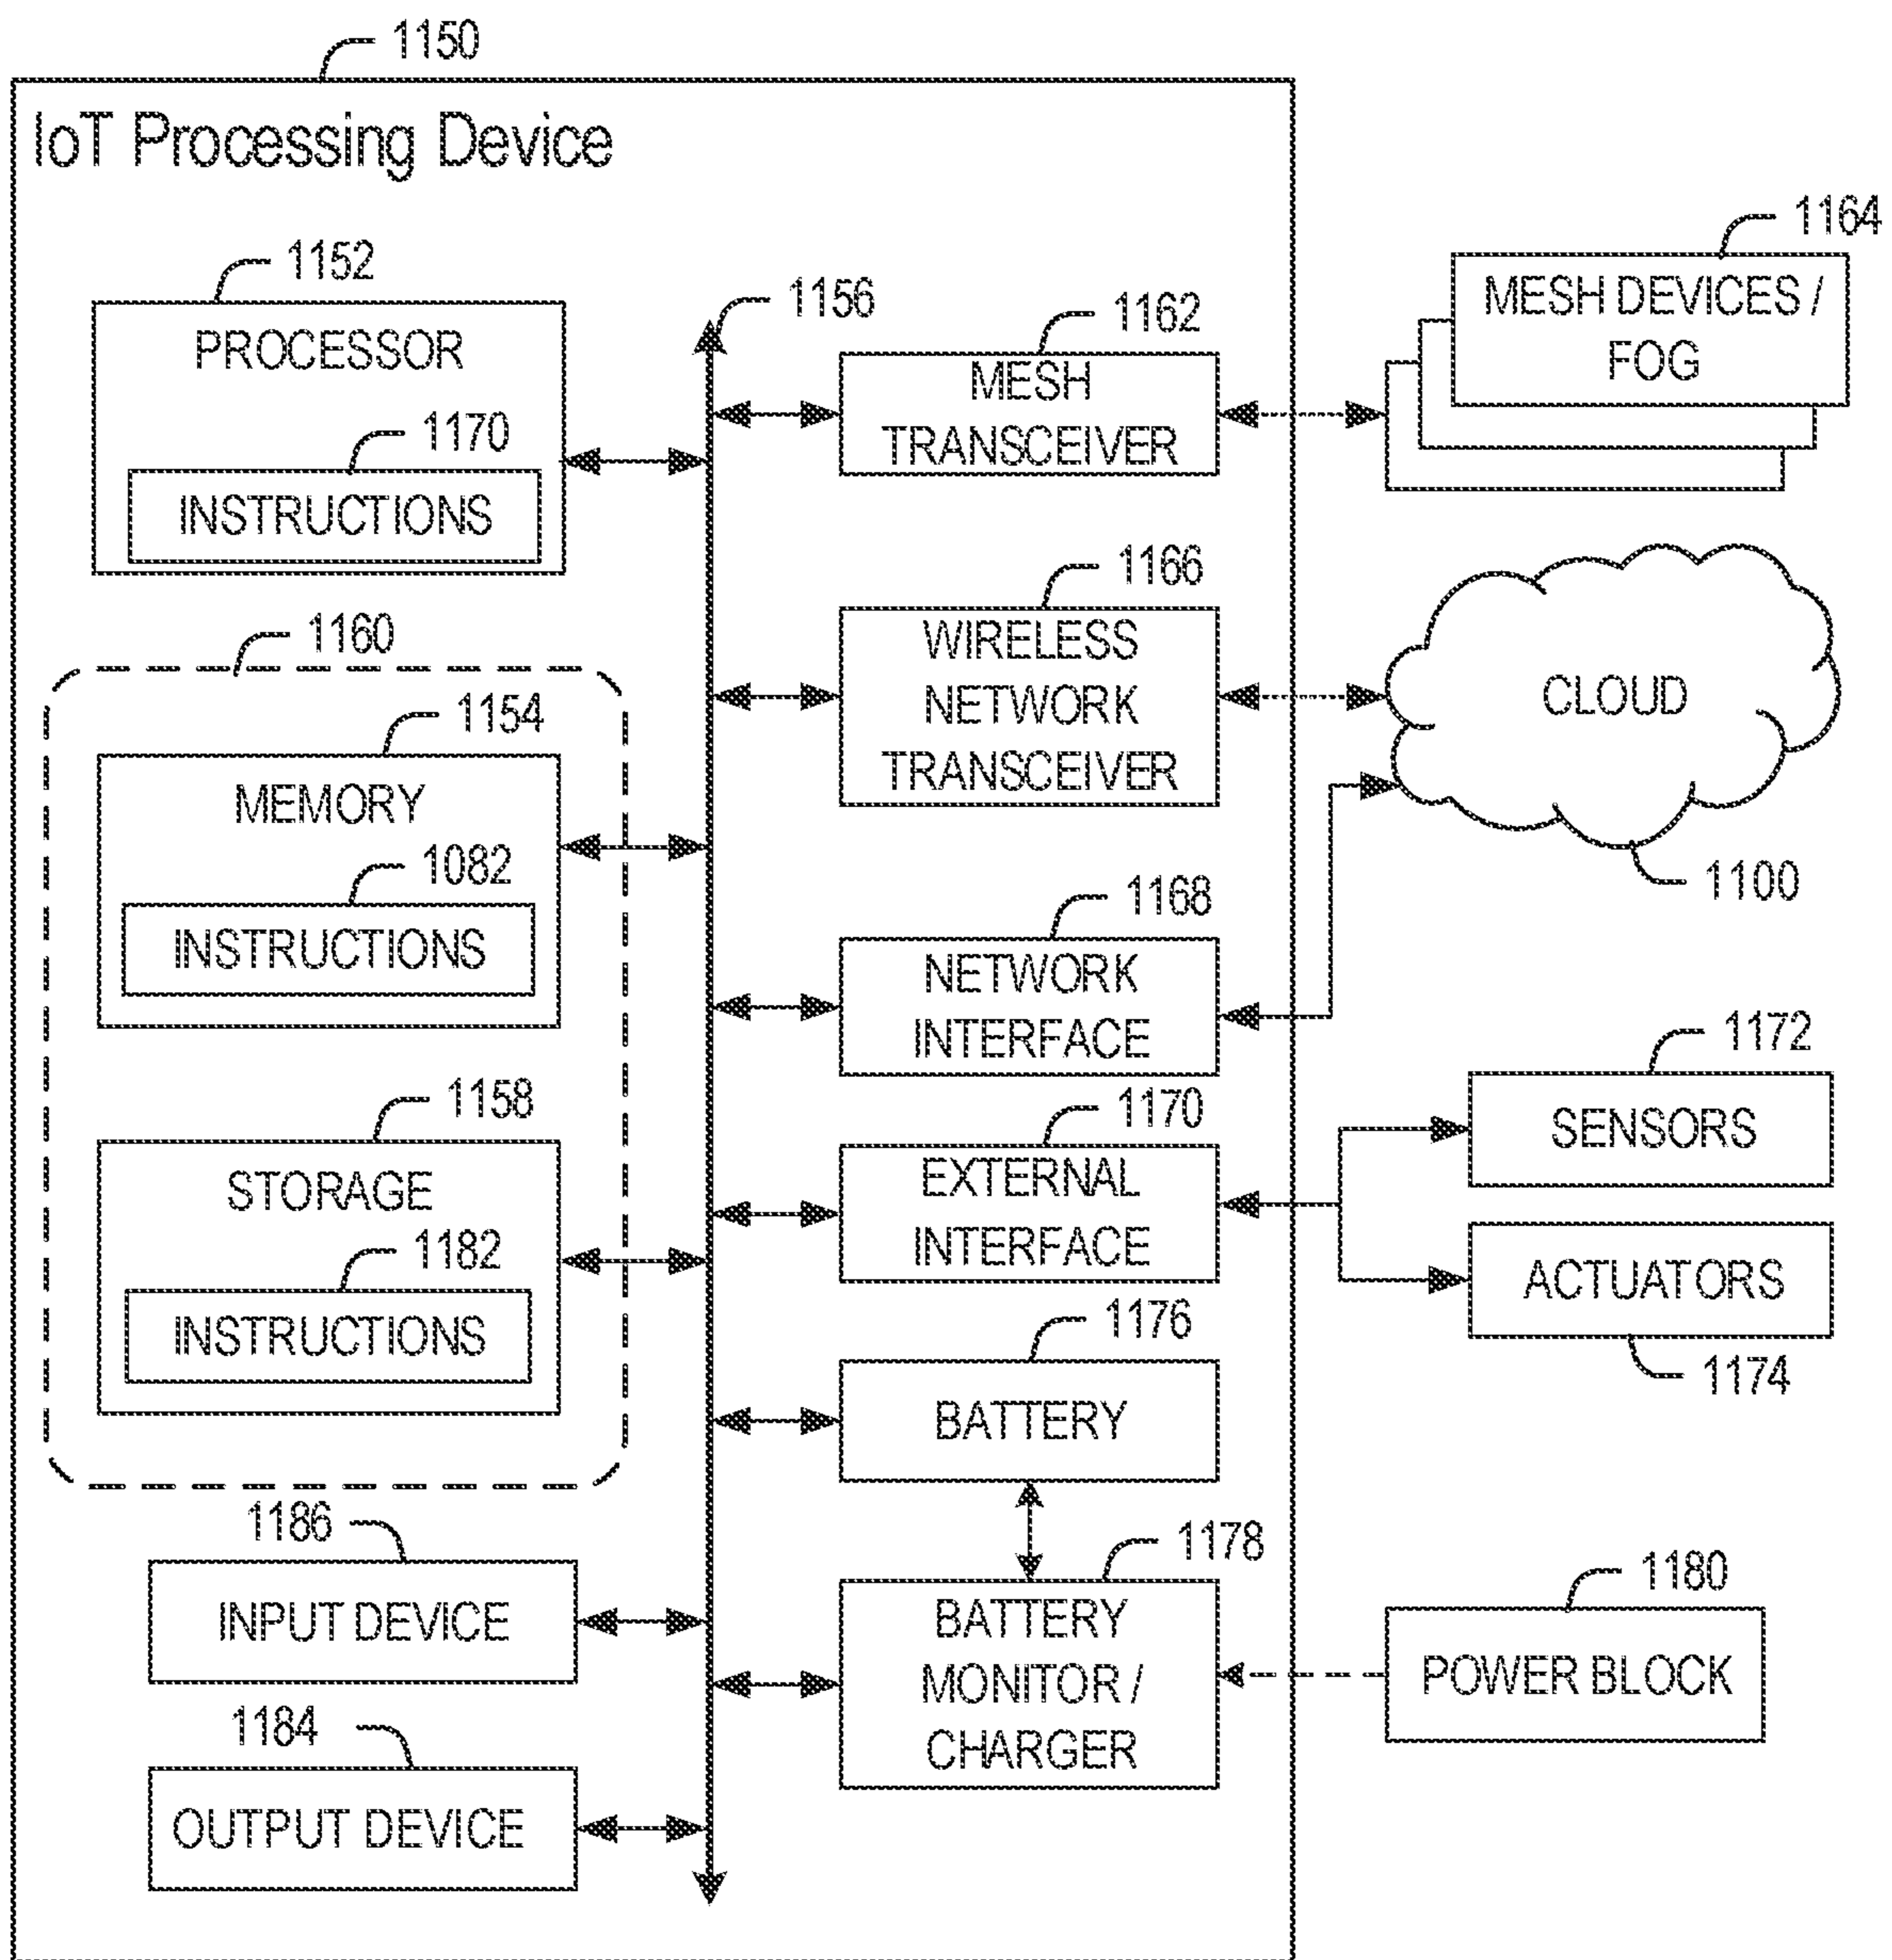 1150
IoT Processing Device
1152
PROCESSOR
1170
INSTRUCTIONS
1160
1154
MEMORY
1082
INSTRUCTIONS
1158
STORAGE
1182
INSTRUCTIONS
1186
INPUT DEVICE
1184
OUTPUT DEVICE
1156
1162
MESH
TRANSCEIVER
1166
WIRELESS
NETWORK
TRANSCEIVER
1168
NETWORK
INTERFACE
1170
EXTERNAL
INTERFACE
1176
BATTERY
1178
BATTERY
MONITOR /
CHARGER
1164
MESH DEVICES /
FOG
CLOUD
1100
1172
SENSORS
ACTUATORS
1174
1180
POWER BLOCK